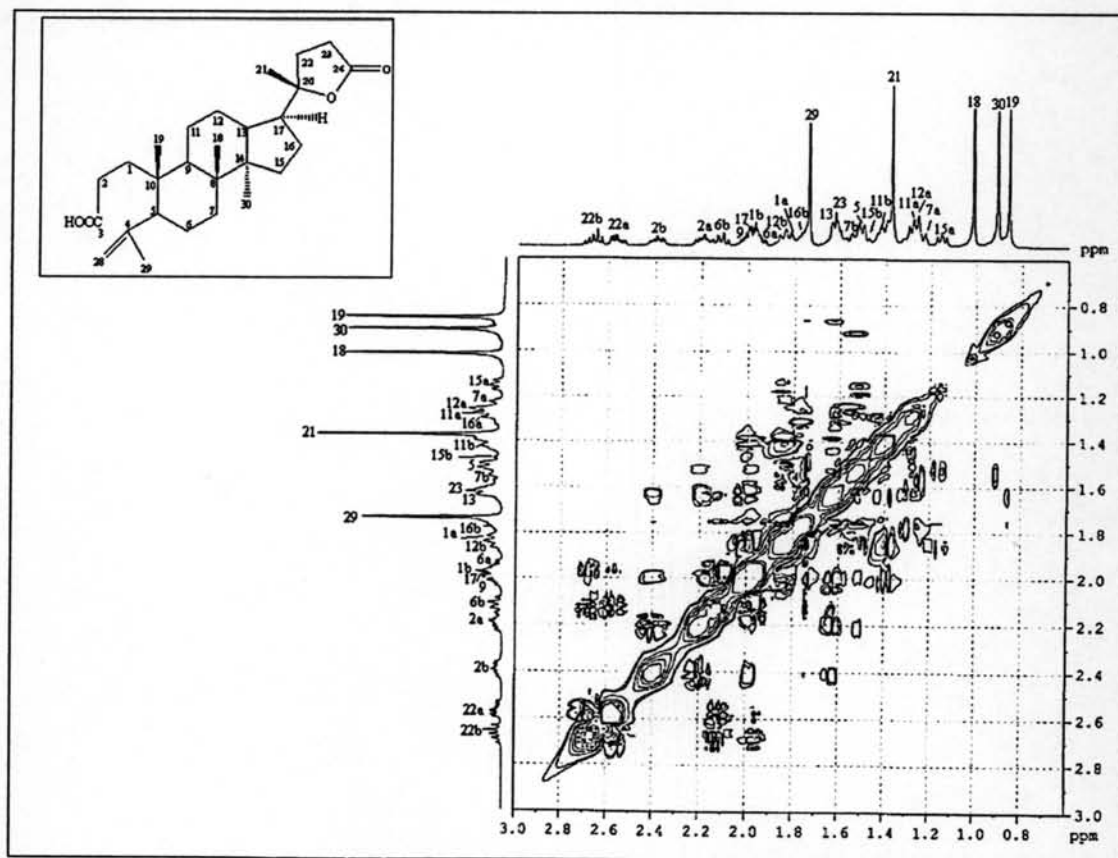 22
23
21
20
24
O
O
12
17
H
11
13
18
16
19
1
9
14
15
2
10
8
30
HOOC
3
4
5
6
7
28
29
21
29
18
30
19
22b
22a
2b
2a
6b
17
9
1b
6a
12b
1a
16b
13
23
7b
5
15b
11b
11a
12a
7a
15a
ppm
19
30
18
15a
7a
12a
11a
16a
21
11b
15b
5
7b
23
13
29
16b
1a
12b
6a
1b
17
9
6b
2a
2b
22a
22b
0.8
1.0
1.2
1.4
1.6
1.8
2.0
2.2
2.4
2.6
2.8
3.0
3.0 2.8 2.6 2.4 2.2 2.0 1.8 1.6 1.4 1.2 1.0 0.8 ppm
ppm